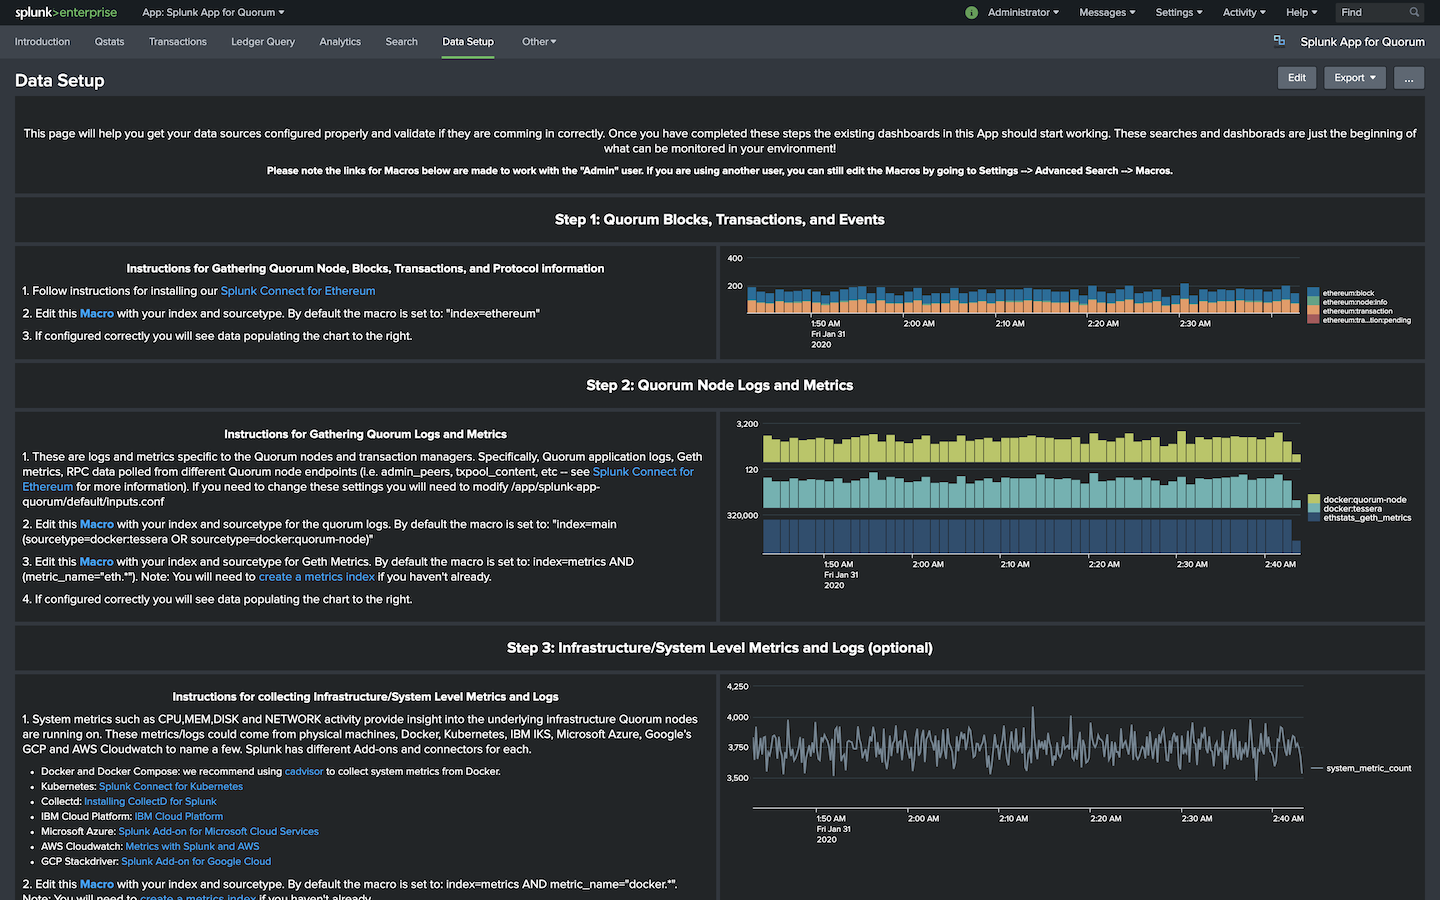 splunk>enterprise App: Splunk App for Quorum i Administrator Messages Settings Activity Help Find
Introduction Qstats Transactions Ledger Query Analytics Search Data Setup Other Splunk App for Quorum
Data Setup Edit Export ...
This page will help you get your data sources configured properly and validate if they are comming in correctly. Once you have completed these steps the existing dashboards in this App should start working. These searches and dashborads are just the beginning of
what can be monitored in your environment!
Please note the links for Macros below are made to work with the "Admin" user. If you are using another user, you can still edit the Macros by going to Settings --> Advanced Search --> Macros.
Step 1: Quorum Blocks, Transactions, and Events
Instructions for Gathering Quorum Node, Blocks, Transactions, and Protocol information
1. Follow instructions for installing our Splunk Connect for Ethereum
2. Edit this Macro with your index and sourcetype. By default the macro is set to: "index=ethereum"
3. If configured correctly you will see data populating the chart to the right.
400
200
1:50 AM 2:00 AM 2:10 AM 2:20 AM 2:30 AM
Fri Jan 31
2020
ethereum:block
ethereum:node:info
ethereum:transaction
ethereum:tra...tion:pending
Step 2: Quorum Node Logs and Metrics
Instructions for Gathering Quorum Logs and Metrics
1. These are logs and metrics specific to the Quorum nodes and transaction managers. Specifically, Quorum application logs, Geth
metrics, RPC data polled from different Quorum node endpoints (i.e. admin_peers, txpool_content, etc -- see Splunk Connect for
Ethereum for more information). If you need to change these settings you will need to modify /app/splunk-app-
quorum/default/inputs.conf
2. Edit this Macro with your index and sourcetype for the quorum logs. By default the macro is set to: "index=main
(sourcetype=docker:tessera OR sourcetype=docker:quorum-node)"
3. Edit this Macro with your index and sourcetype for Geth Metrics. By default the macro is set to: index=metrics AND
(metric_name="eth.*"). Note: You will need to create a metrics index if you haven't already.
4. If configured correctly you will see data populating the chart to the right.
3,200
120
320,000
1:50 AM 2:00 AM 2:10 AM 2:20 AM 2:30 AM 2:40 AM
Fri Jan 31
2020
docker:quorum-node
docker:tessera
ethstats_geth_metrics
Step 3: Infrastructure/System Level Metrics and Logs (optional)
Instructions for collecting Infrastructure/System Level Metrics and Logs
1. System metrics such as CPU,MEM,DISK and NETWORK activity provide insight into the underlying infrastructure Quorum nodes
are running on. These metrics/logs could come from physical machines, Docker, Kubernetes, IBM IKS, Microsoft Azure, Google's
GCP and AWS Cloudwatch to name a few. Splunk has different Add-ons and connectors for each.
• Docker and Docker Compose: we recommend using cadvisor to collect system metrics from Docker.
• Kubernetes: Splunk Connect for Kubernetes
• Collectd: Installing CollectD for Splunk
• IBM Cloud Platform: IBM Cloud Platform
• Microsoft Azure: Splunk Add-on for Microsoft Cloud Services
• AWS Cloudwatch: Metrics with Splunk and AWS
• GCP Stackdriver: Splunk Add-on for Google Cloud
2. Edit this Macro with your index and sourcetype. By default the macro is set to: index=metrics AND metric_name="docker.*".
Note: You will need to create a metrics index if you haven't already.
4,250
4,000
3,750
3,500
1:50 AM 2:00 AM 2:10 AM 2:20 AM 2:30 AM 2:40 AM
Fri Jan 31
2020
system_metric_count